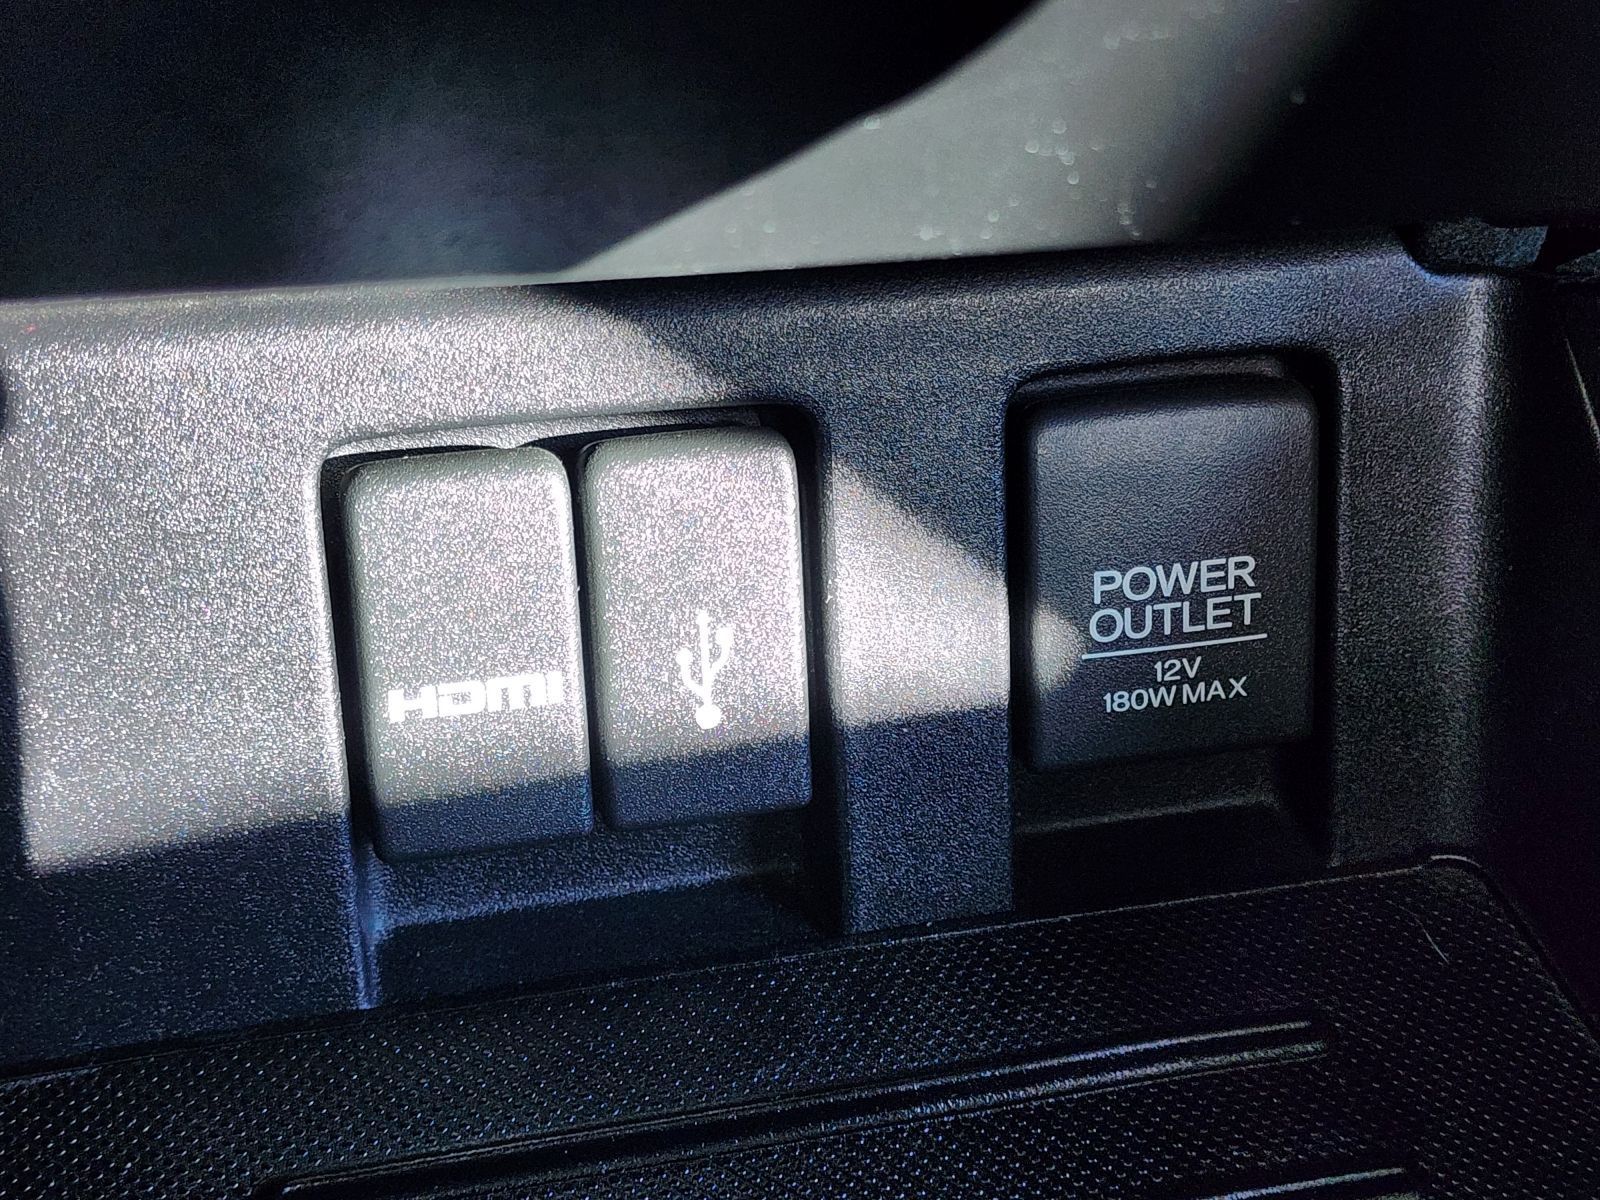 HDMI
POWER
OUTLET
12V
180W MAX